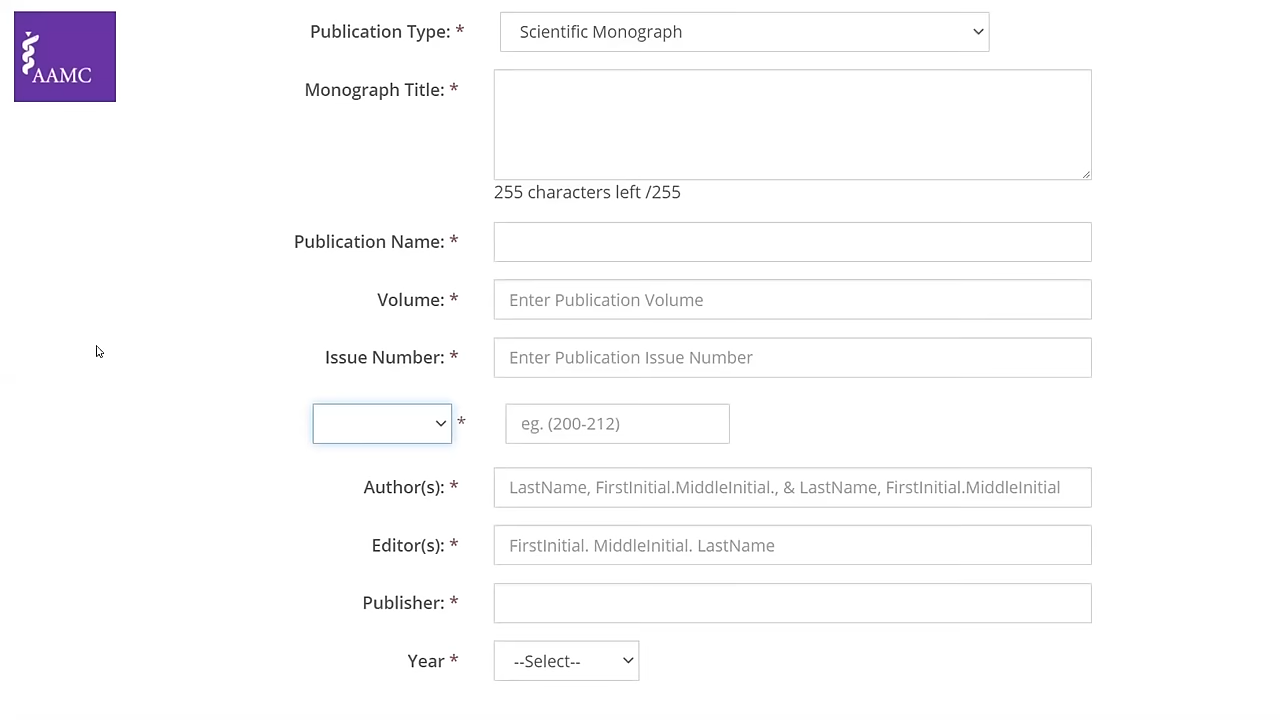 AAMC
Publication Type: * Scientific Monograph
Monograph Title: *
255 characters left /255
Publication Name: *
Volume: * Enter Publication Volume
Issue Number: * Enter Publication Issue Number
* eg. (200-212)
Author(s): * LastName, FirstInitial.MiddleInitial., & LastName, FirstInitial.MiddleInitial
Editor(s): * FirstInitial. MiddleInitial. LastName
Publisher: *
Year * --Select--